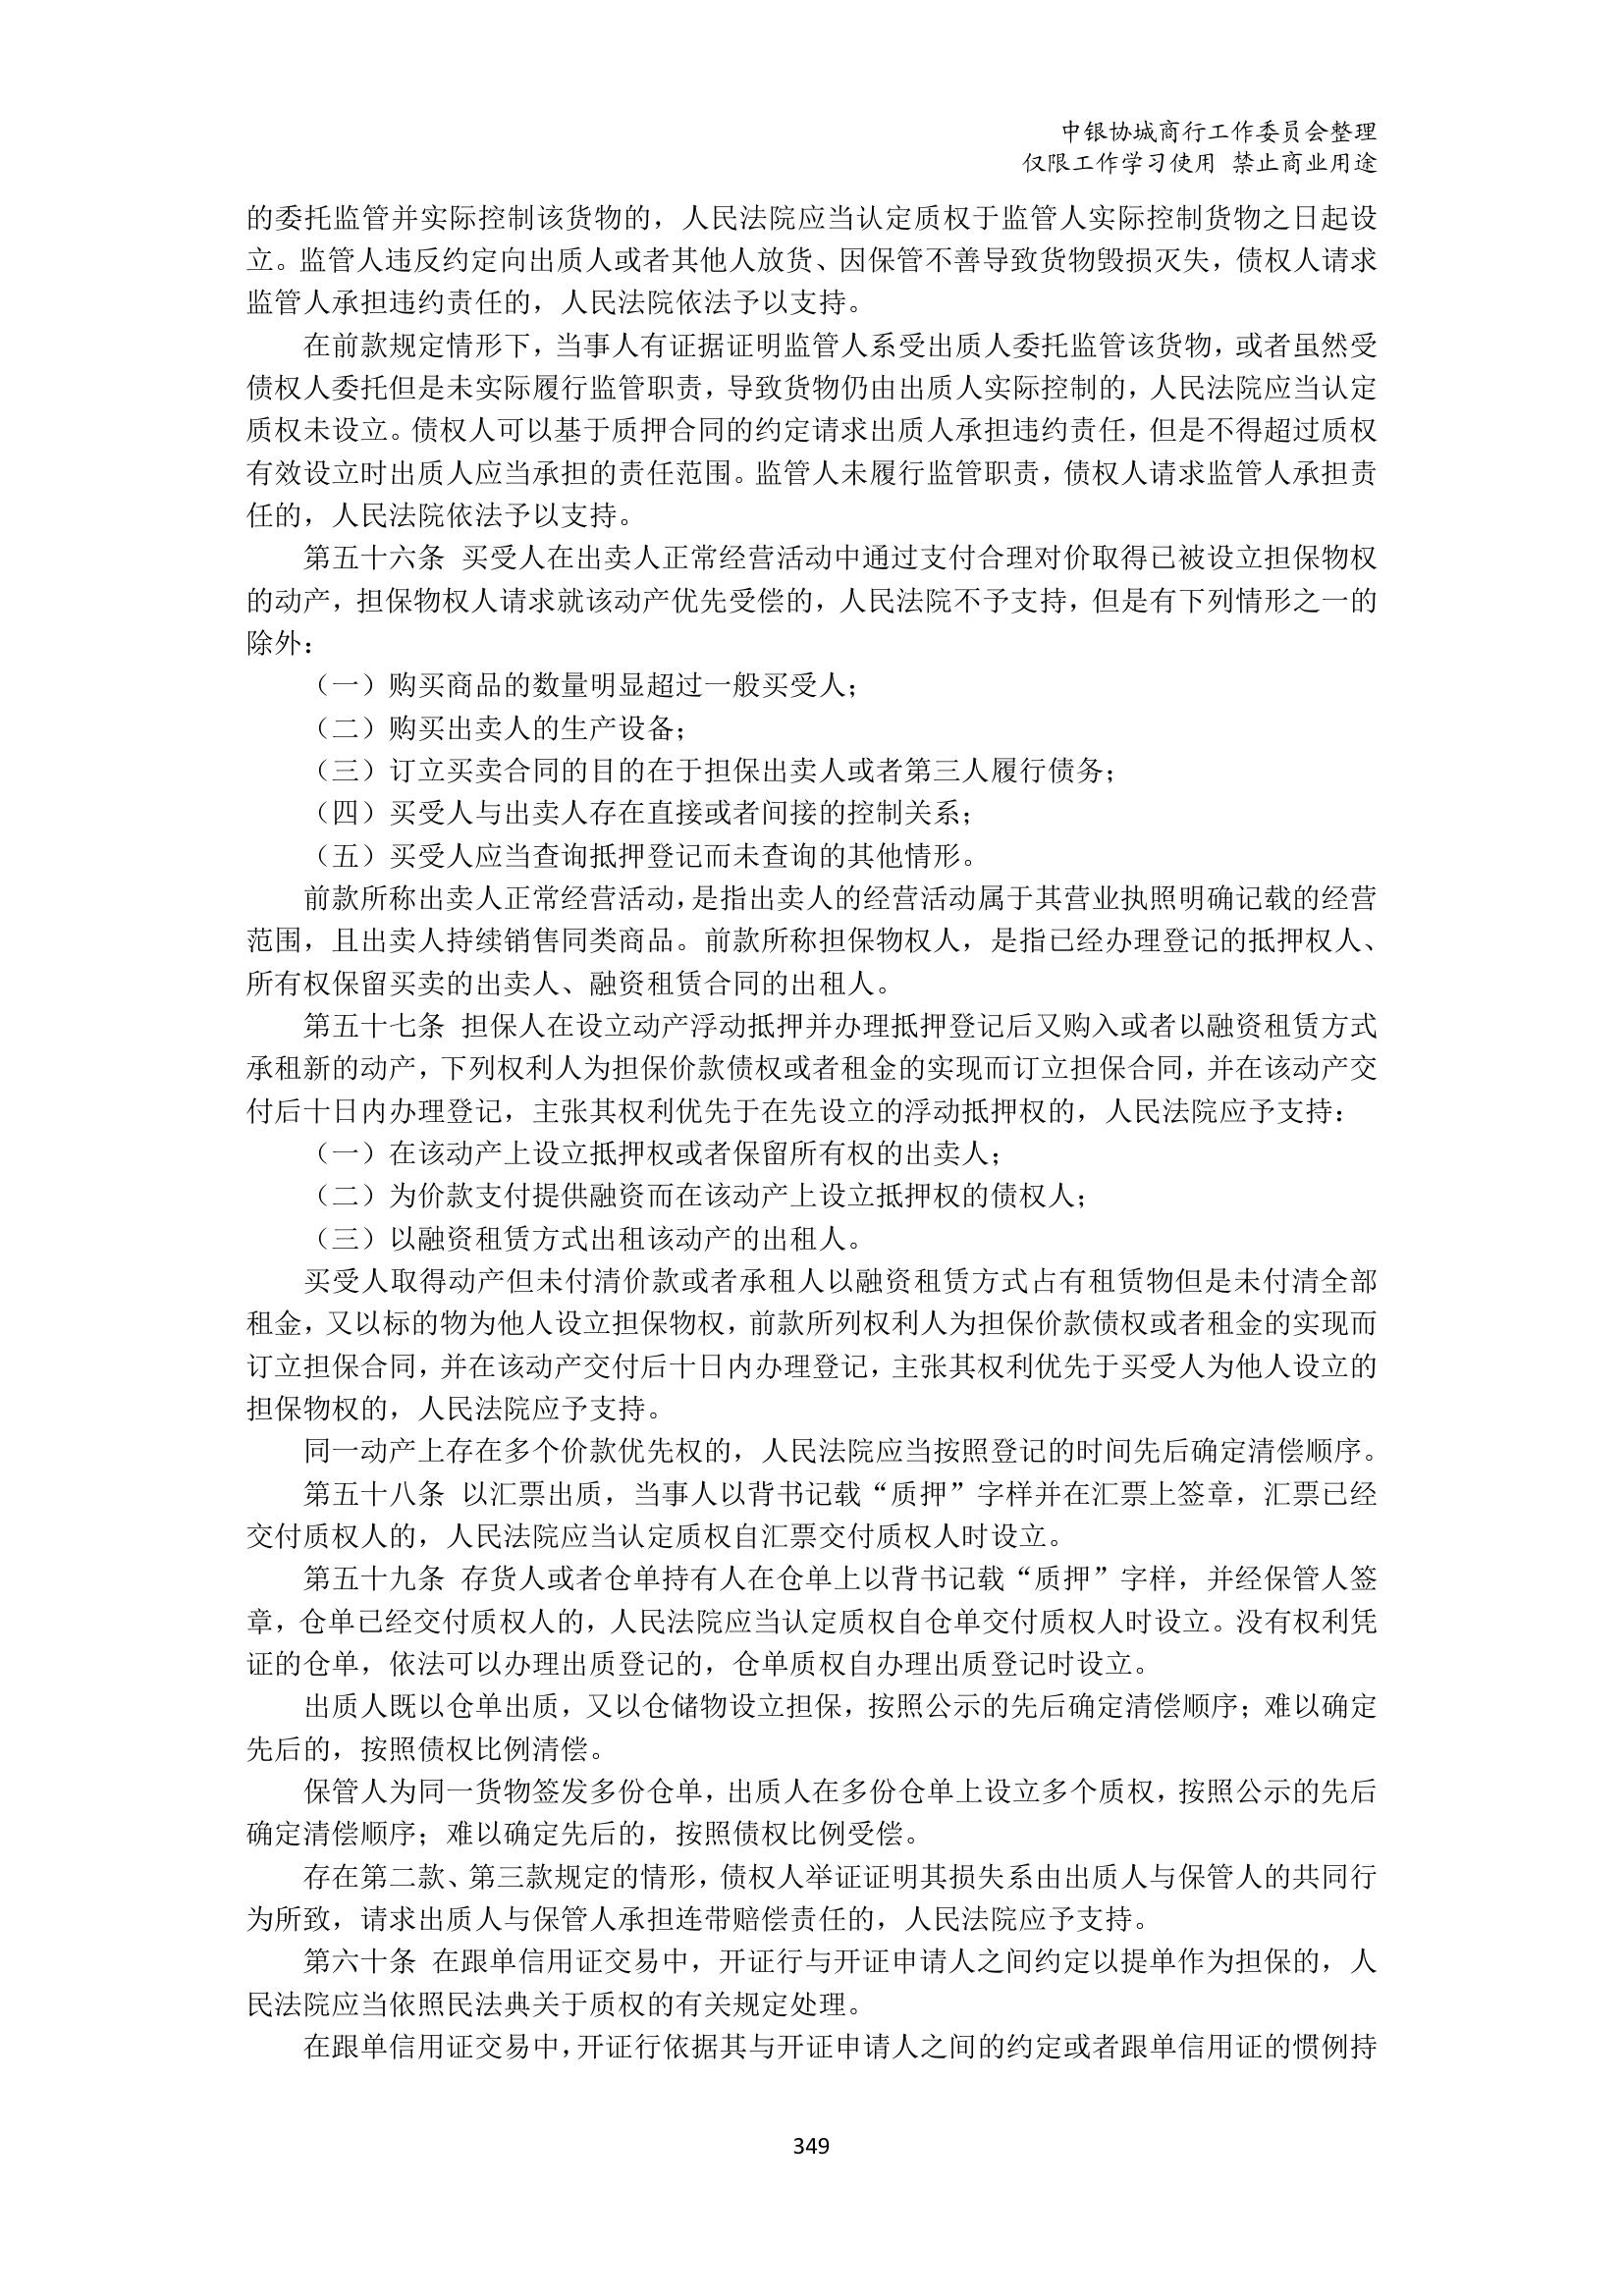 中银协城商行工作委员会整理
仅限工作学习使用 禁止商业用途
的委托监管并实际控制该货物的，人民法院应当认定质权于监管人实际控制货物之日起设
立。监管人违反约定向出质人或者其他人放货、因保管不善导致货物毁损灭失，债权人请求
监管人承担违约责任的，人民法院依法予以支持。
在前款规定情形下，当事人有证据证明监管人系受出质人委托监管该货物，或者虽然受
债权人委托但是未实际履行监管职责，导致货物仍由出质人实际控制的，人民法院应当认定
质权未设立。债权人可以基于质押合同的约定请求出质人承担违约责任，但是不得超过质权
有效设立时出质人应当承担的责任范围。监管人未履行监管职责，债权人请求监管人承担责
任的，人民法院依法予以支持。
第五十六条 买受人在出卖人正常经营活动中通过支付合理对价取得已被设立担保物权
的动产，担保物权人请求就该动产优先受偿的，人民法院不予支持，但是有下列情形之一的
除外：
（一）购买商品的数量明显超过一般买受人；
（二）购买出卖人的生产设备；
（三）订立买卖合同的目的在于担保出卖人或者第三人履行债务；
（四）买受人与出卖人存在直接或者间接的控制关系；
（五）买受人应当查询抵押登记而未查询的其他情形。
前款所称出卖人正常经营活动，是指出卖人的经营活动属于其营业执照明确记载的经营
范围，且出卖人持续销售同类商品。前款所称担保物权人，是指已经办理登记的抵押权人、
所有权保留买卖的出卖人、融资租赁合同的出租人。
第五十七条 担保人在设立动产浮动抵押并办理抵押登记后又购入或者以融资租赁方式
承租新的动产，下列权利人为担保价款债权或者租金的实现而订立担保合同，并在该动产交
付后十日内办理登记，主张其权利优先于在先设立的浮动抵押权的，人民法院应予支持：
（一）在该动产上设立抵押权或者保留所有权的出卖人；
（二）为价款支付提供融资而在该动产上设立抵押权的债权人；
（三）以融资租赁方式出租该动产的出租人。
买受人取得动产但未付清价款或者承租人以融资租赁方式占有租赁物但是未付清全部
租金，又以标的物为他人设立担保物权，前款所列权利人为担保价款债权或者租金的实现而
订立担保合同，并在该动产交付后十日内办理登记，主张其权利优先于买受人为他人设立的
担保物权的，人民法院应予支持。
同一动产上存在多个价款优先权的，人民法院应当按照登记的时间先后确定清偿顺序。
第五十八条 以汇票出质，当事人以背书记载“质押”字样并在汇票上签章，汇票已经
交付质权人的，人民法院应当认定质权自汇票交付质权人时设立。
第五十九条 存货人或者仓单持有人在仓单上以背书记载“质押”字样，并经保管人签
章，仓单已经交付质权人的，人民法院应当认定质权自仓单交付质权人时设立。没有权利凭
证的仓单，依法可以办理出质登记的，仓单质权自办理出质登记时设立。
出质人既以仓单出质，又以仓储物设立担保，按照公示的先后确定清偿顺序；难以确定
先后的，按照债权比例清偿。
保管人为同一货物签发多份仓单，出质人在多份仓单上设立多个质权，按照公示的先后
确定清偿顺序；难以确定先后的，按照债权比例受偿。
存在第二款、第三款规定的情形，债权人举证证明其损失系由出质人与保管人的共同行
为所致，请求出质人与保管人承担连带赔偿责任的，人民法院应予支持。
第六十条 在跟单信用证交易中，开证行与开证申请人之间约定以提单作为担保的，人
民法院应当依照民法典关于质权的有关规定处理。
在跟单信用证交易中，开证行依据其与开证申请人之间的约定或者跟单信用证的惯例持
349